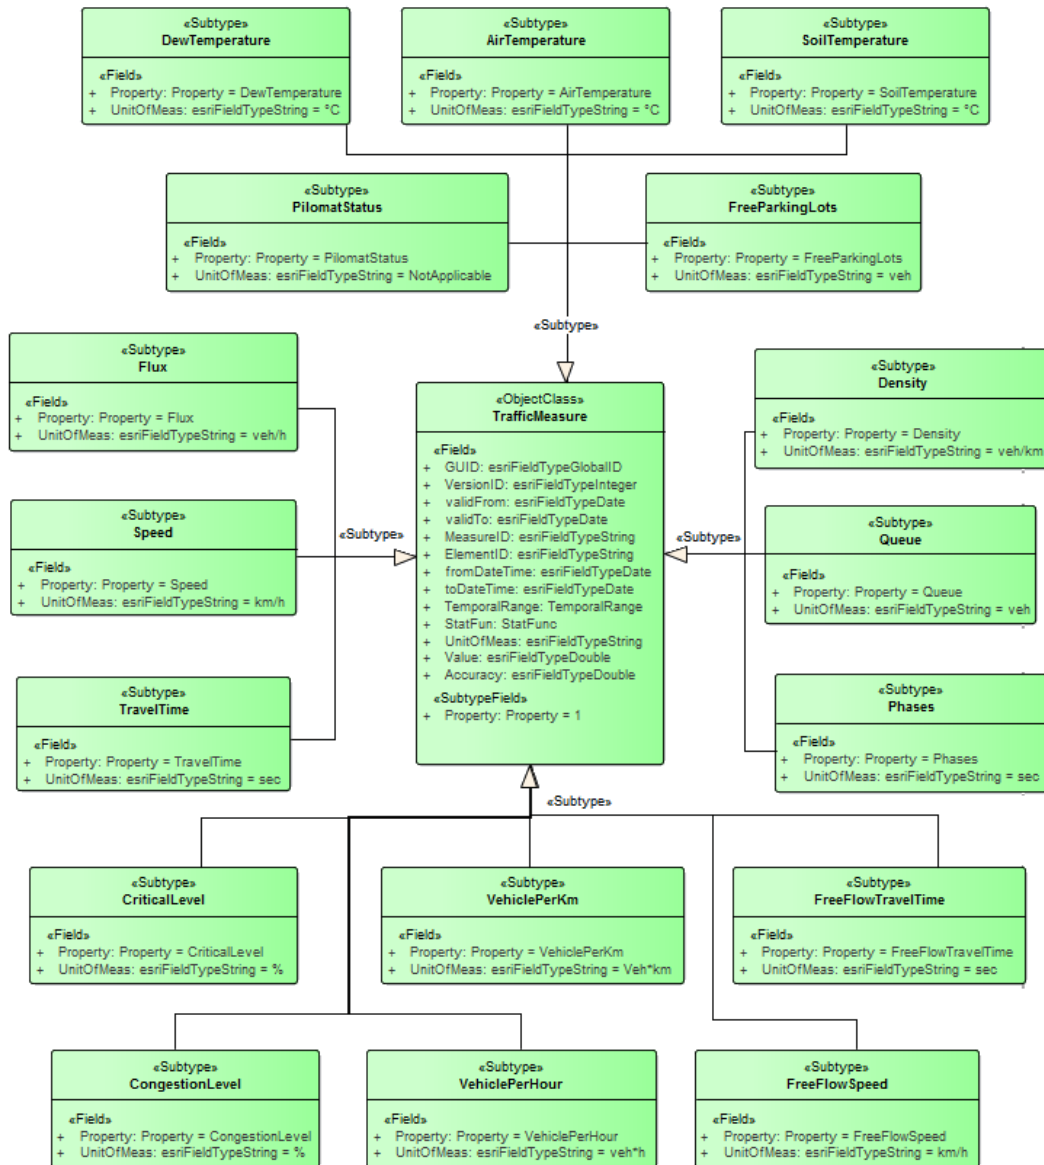 «Subtype»
DewTemperature
«Field»
+ Property: Property = DewTemperature
+ UnitOfMeas: esriFieldTypeString = °C
«Subtype»
AirTemperature
«Field»
+ Property: Property = AirTemperature
+ UnitOfMeas: esriFieldTypeString = °C
«Subtype»
SoilTemperature
«Field»
+ Property: Property = SoilTemperature
+ UnitOfMeas: esriFieldTypeString = °C
«Subtype»
PilomatStatus
«Field»
+ Property: Property = PilomatStatus
+ UnitOfMeas: esriFieldTypeString = NotApplicable
«Subtype»
FreeParkingLots
«Field»
+ Property: Property = FreeParkingLots
+ UnitOfMeas: esriFieldTypeString = veh
«Subtype»
«Subtype»
Flux
«Field»
+ Property: Property = Flux
+ UnitOfMeas: esriFieldTypeString = veh/h
«Subtype»
Speed
«Field»
+ Property: Property = Speed
+ UnitOfMeas: esriFieldTypeString = km/h
«Subtype»
TravelTime
«Field»
+ Property: Property = TravelTime
+ UnitOfMeas: esriFieldTypeString = sec
«Subtype»
«ObjectClass»
TrafficMeasure
«Field»
+ GUID: esriFieldTypeGlobalID
+ VersionID: esriFieldTypeInteger
+ validFrom: esriFieldTypeDate
+ validTo: esriFieldTypeDate
+ MeasureID: esriFieldTypeString
+ ElementID: esriFieldTypeString
+ fromDateTime: esriFieldTypeDate
+ toDateTime: esriFieldTypeDate
+ TemporalRange: TemporalRange
+ StatFun: StatFunc
+ UnitOfMeas: esriFieldTypeString
+ Value: esriFieldTypeDouble
+ Accuracy: esriFieldTypeDouble
«SubtypeField»
+ Property: Property = 1
«Subtype»
«Subtype»
Density
«Field»
+ Property: Property = Density
+ UnitOfMeas: esriFieldTypeString = veh/km
«Subtype»
Queue
«Field»
+ Property: Property = Queue
+ UnitOfMeas: esriFieldTypeString = veh
«Subtype»
Phases
«Field»
+ Property: Property = Phases
+ UnitOfMeas: esriFieldTypeString = sec
«Subtype»
«Subtype»
CriticalLevel
«Field»
+ Property: Property = CriticalLevel
+ UnitOfMeas: esriFieldTypeString = %
«Subtype»
VehiclePerKm
«Field»
+ Property: Property = VehiclePerKm
+ UnitOfMeas: esriFieldTypeString = Veh*km
«Subtype»
FreeFlowTravelTime
«Field»
+ Property: Property = FreeFlowTravelTime
+ UnitOfMeas: esriFieldTypeString = sec
«Subtype»
CongestionLevel
«Field»
+ Property: Property = CongestionLevel
+ UnitOfMeas: esriFieldTypeString = %
«Subtype»
VehiclePerHour
«Field»
+ Property: Property = VehiclePerHour
+ UnitOfMeas: esriFieldTypeString = veh*h
«Subtype»
FreeFlowSpeed
«Field»
+ Property: Property = FreeFlowSpeed
+ UnitOfMeas: esriFieldTypeString = km/h